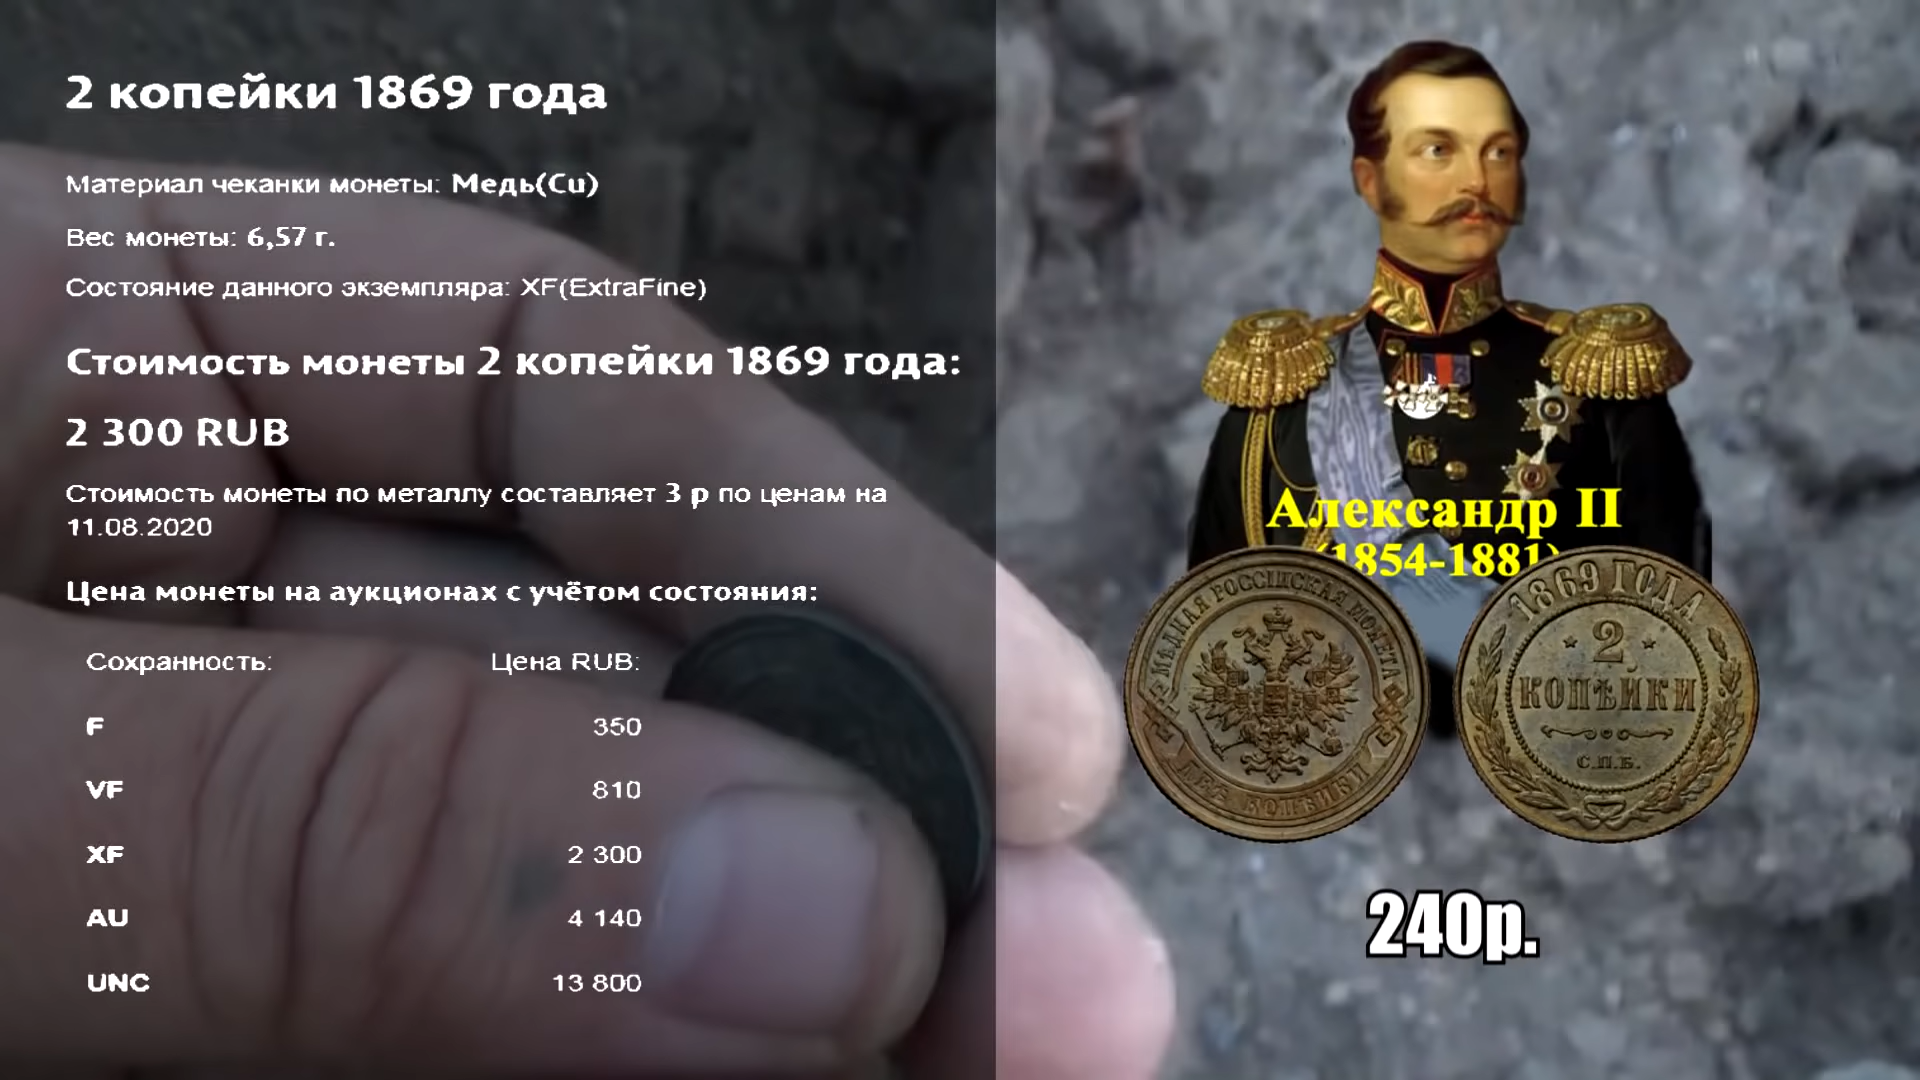 2 копейки 1869 года
Материал чеканки монеты: Медь(Cu)
Вес монеты: 6,57 г.
Состояние данного экземпляра: XF(ExtraFine)
Стоимость монеты 2 копейки 1869 года:
2 300 RUB
Стоимость монеты по металлу составляет 3 р по ценам на
11.08.2020
Цена монеты на аукционах с учётом состояния:
Сохранность: Цена RUB:
F 350
VF 810
XF 2 300
AU 4 140
UNC 13 800
Александр II
(1854-1881)
МѢДНАЯ РОССІЙСКАЯ МОНЕТА
ДВѢ КОПѢЙКИ
1869 ГОДА
2
КОПѢЙКИ
С.П.Б.
240р.